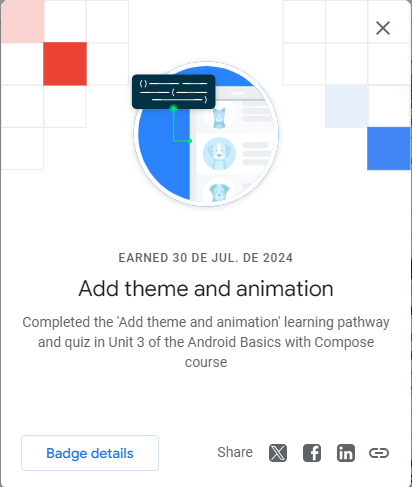 EARNED 30 DE JUL. DE 2024
Add theme and animation
Completed the 'Add theme and animation' learning pathway
and quiz in Unit 3 of the Android Basics with Compose
course
Badge details
Share